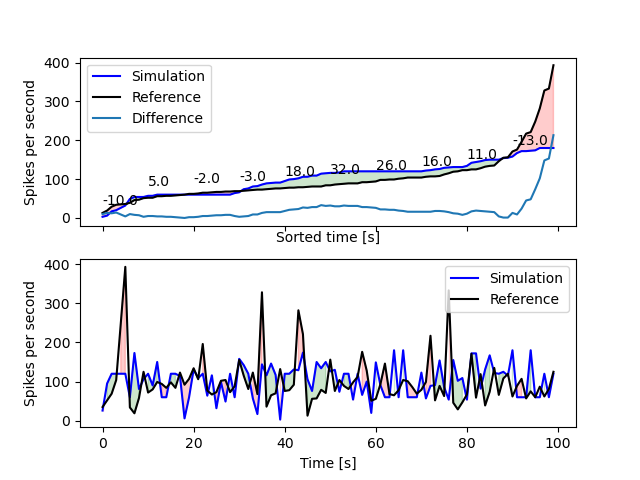 Spikes per second
400
300
200
100
0
Simulation
Reference
Difference
-10.0
5.0
-2.0
-3.0
18.0
32.0
26.0
16.0
11.0
-13.0
Sorted time [s]
Spikes per second
400
300
200
100
0
Simulation
Reference
0 20 40 60 80 100
Time [s]